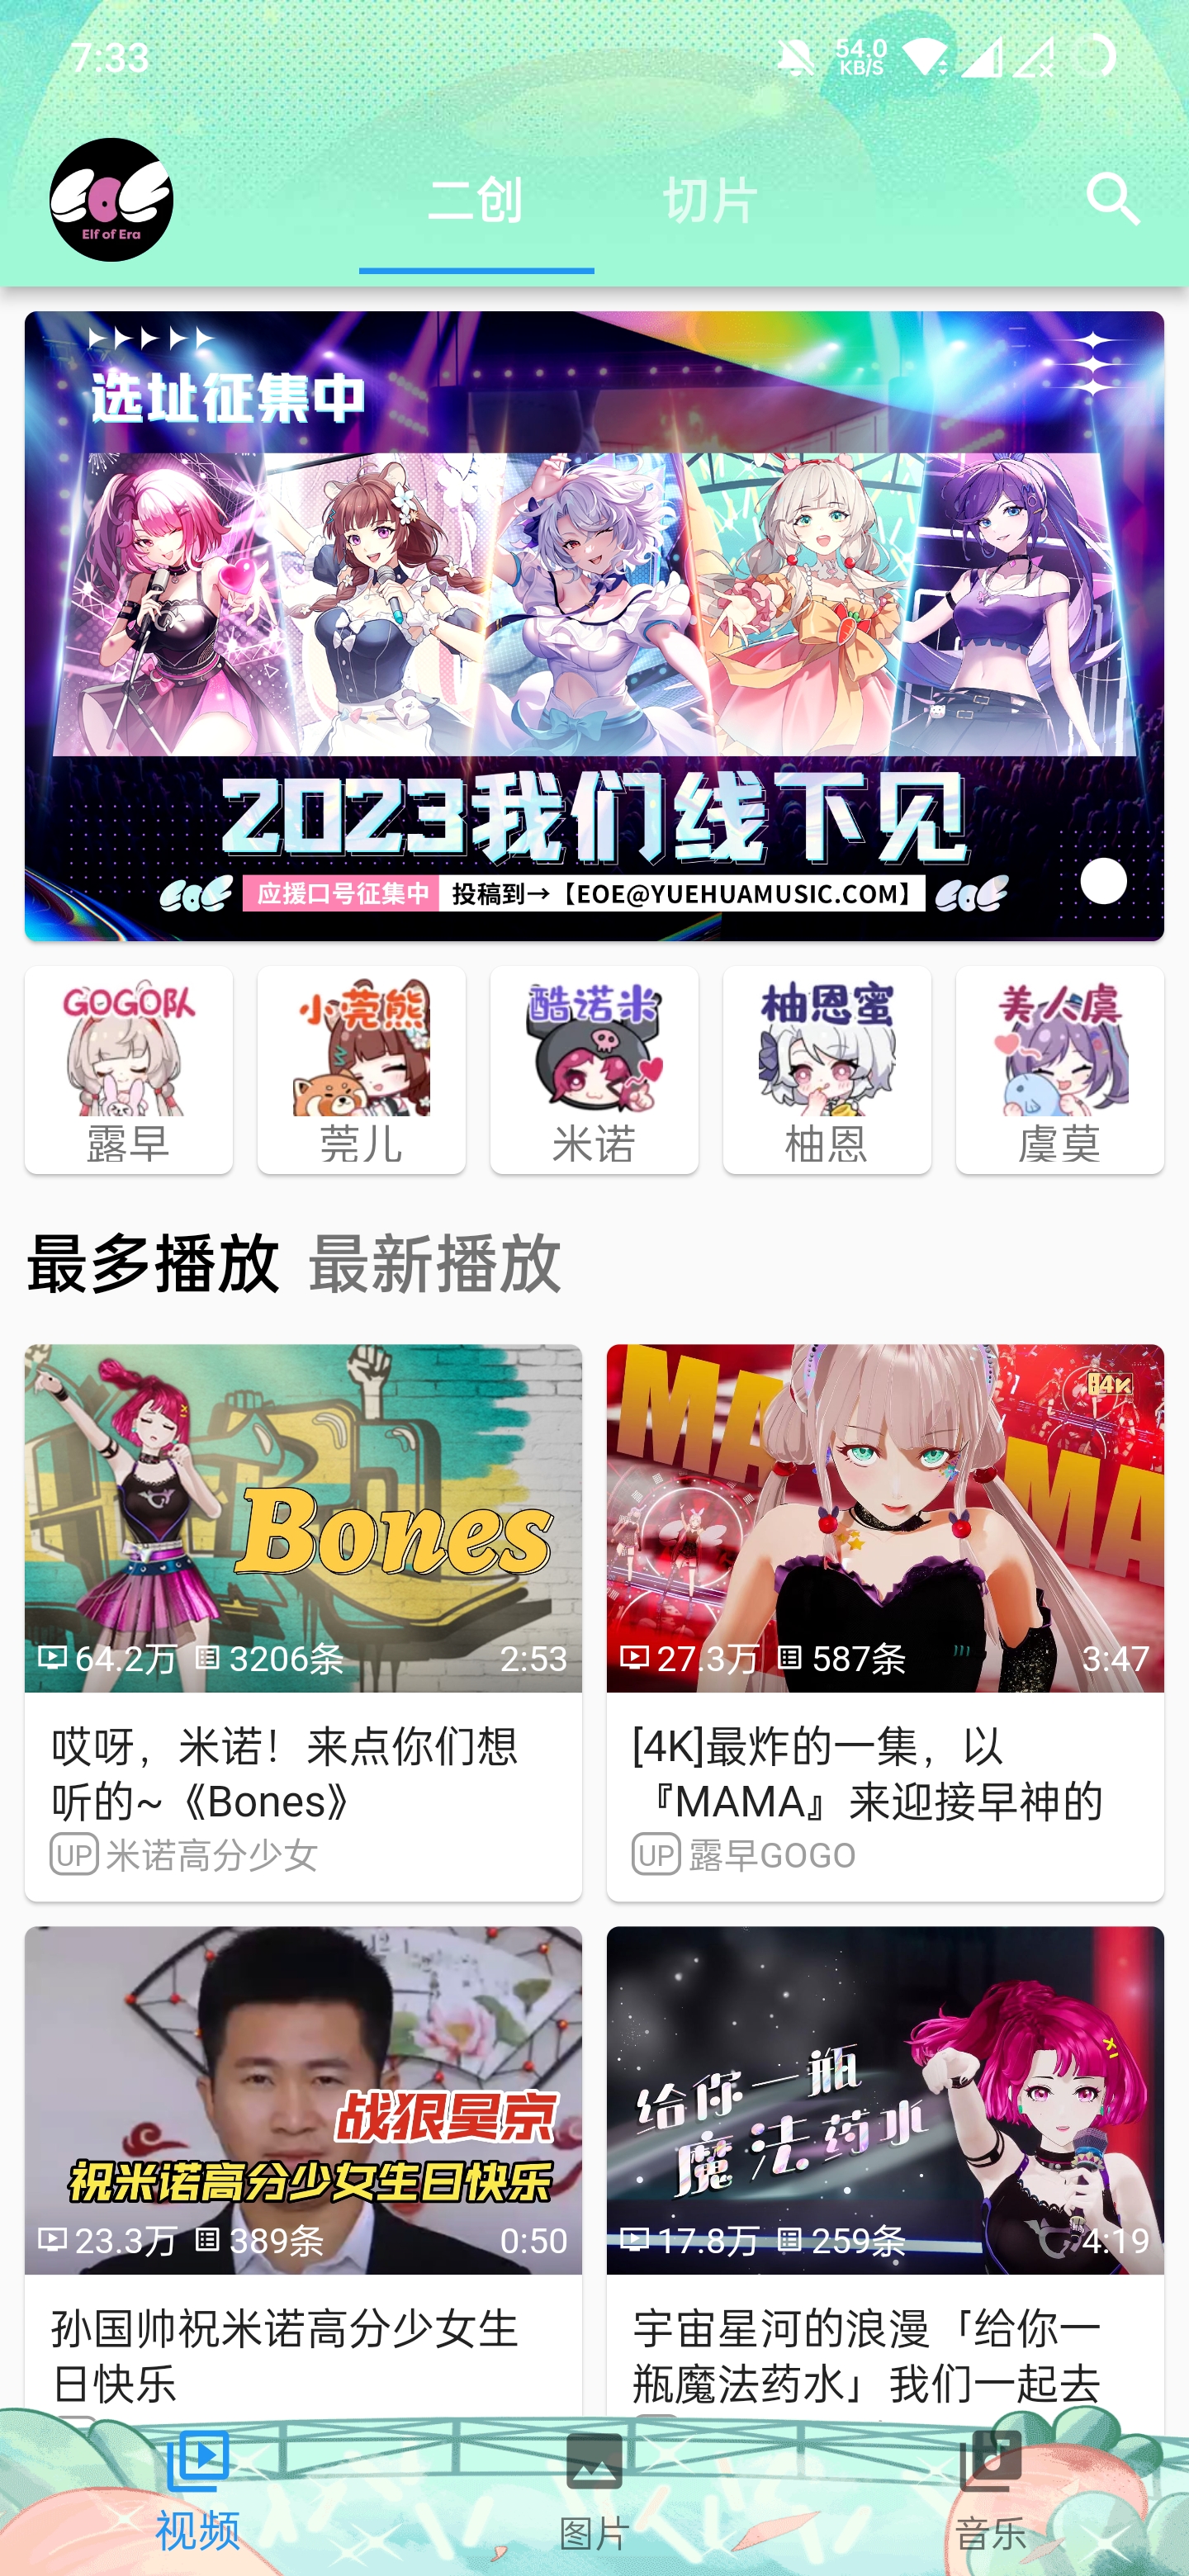 7:33
54.0
KB/S
eoe
Elf of Era
二创
切片
选址征集中
2023我们线下见
eoe 应援口号征集中 投稿到→【EOE@YUEHUAMUSIC.COM】 eoe
GOGO队
露早
小莞熊
莞儿
酷诺米
米诺
柚恩蜜
柚恩
美人虞
虞莫
最多播放 最新播放
Bones
64.2万 3206条 2:53
哎呀，米诺！来点你们想
听的~《Bones》
UP 米诺高分少女
4K
MA MA
27.3万 587条 3:47
[4K]最炸的一集，以
『MAMA』来迎接早神的
UP 露早GOGO
战狼吴京
祝米诺高分少女生日快乐
23.3万 389条 0:50
孙国帅祝米诺高分少女生
日快乐
给你一瓶
魔法药水
17.8万 259条 4:19
宇宙星河的浪漫「给你一
瓶魔法药水」我们一起去
视频
图片
音乐